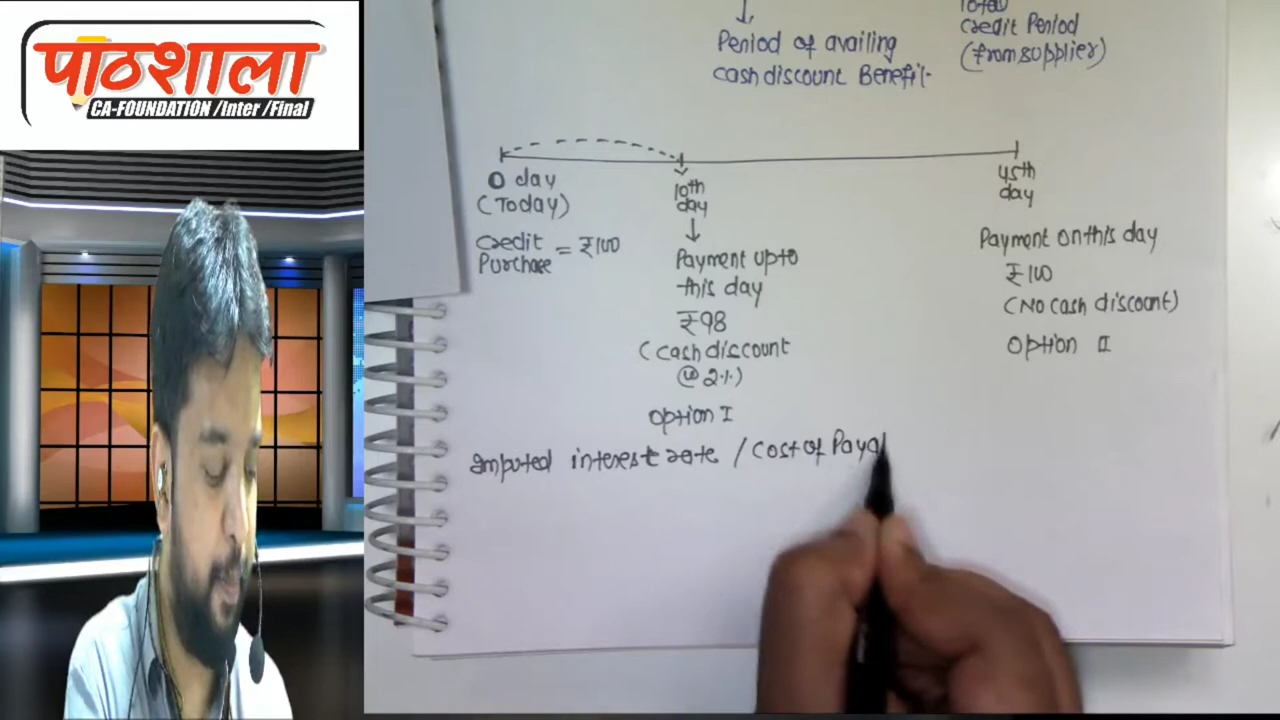 पाठशाला
CA-FOUNDATION /Inter /Final
Period of availing
cash discount Benefit
Credit Period
(from supplier)
0 day
(Today)
Credit
Purchase = ₹100
10th
day
Payment upto
this day
₹98
(cash discount
@ 2%)
Option I
45th
day
Payment on this day
₹100
(No cash discount)
Option II
Imputed interest rate / Cost of Paya